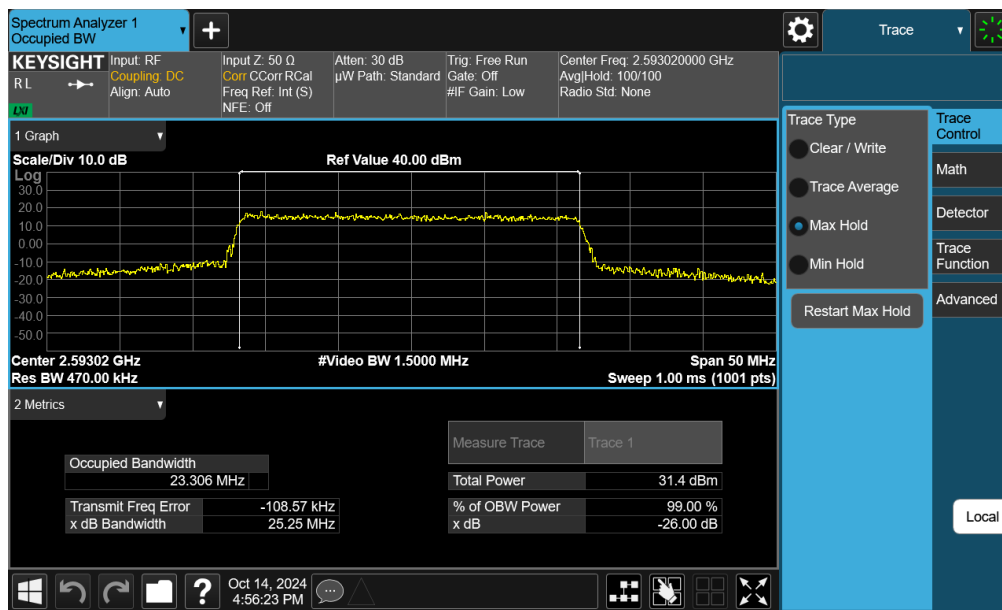 Spectrum Analyzer 1
Occupied BW
+
Trace
KEYSIGHT
R L
LXI
Input: RF
Coupling: DC
Align: Auto
Input Z: 50 Ω
Corr CCorr RCal
Freq Ref: Int (S)
NFE: Off
Atten: 30 dB
µW Path: Standard
Trig: Free Run
Gate: Off
#IF Gain: Low
Center Freq: 2.593020000 GHz
Avg|Hold: 100/100
Radio Std: None
1 Graph
Scale/Div 10.0 dB
Ref Value 40.00 dBm
Log
30.0
20.0
10.0
0.00
-10.0
-20.0
-30.0
-40.0
-50.0
Center 2.59302 GHz
#Video BW 1.5000 MHz
Span 50 MHz
Res BW 470.00 kHz
Sweep 1.00 ms (1001 pts)
2 Metrics
Measure Trace
Trace 1
Occupied Bandwidth
23.306 MHz
Total Power
31.4 dBm
Transmit Freq Error
-108.57 kHz
% of OBW Power
99.00 %
x dB Bandwidth
25.25 MHz
x dB
-26.00 dB
Trace Type
Clear / Write
Trace Average
Max Hold
Min Hold
Restart Max Hold
Trace
Control
Math
Detector
Trace
Function
Advanced
Local
?
Oct 14, 2024
4:56:23 PM